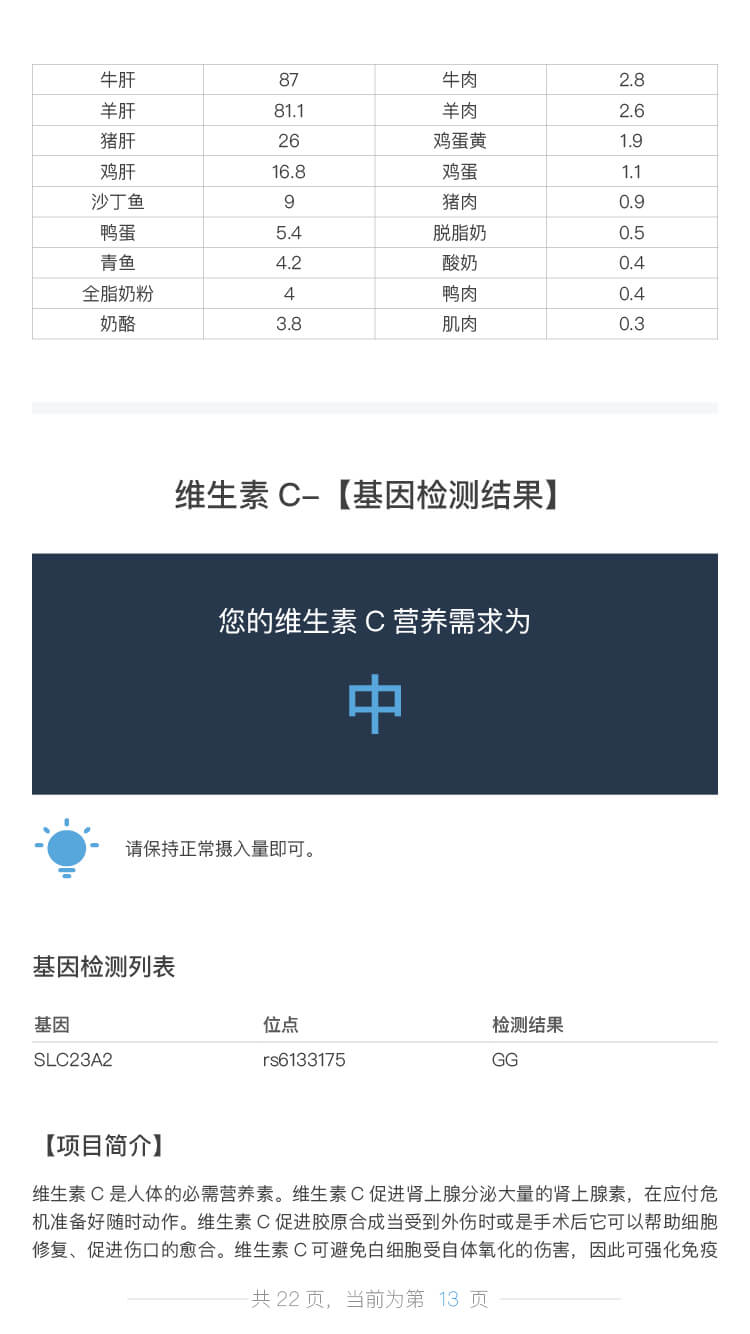 牛肝 87 牛肉 2.8
羊肝 81.1 羊肉 2.6
猪肝 26 鸡蛋黄 1.9
鸡肝 16.8 鸡蛋 1.1
沙丁鱼 9 猪肉 0.9
鸭蛋 5.4 脱脂奶 0.5
青鱼 4.2 酸奶 0.4
全脂奶粉 4 鸭肉 0.4
奶酪 3.8 肌肉 0.3
维生素 C-【基因检测结果】
您的维生素 C 营养需求为
中
请保持正常摄入量即可。
基因检测列表
基因 位点 检测结果
SLC23A2 rs6133175 GG
【项目简介】
维生素 C 是人体的必需营养素。维生素 C 促进肾上腺分泌大量的肾上腺素，在应付危
机准备好随时动作。维生素 C 促进胶原合成当受到外伤时或是手术后它可以帮助细胞
修复、促进伤口的愈合。维生素 C 可避免白细胞受自体氧化的伤害，因此可强化免疫
共 22 页，当前为第 13 页